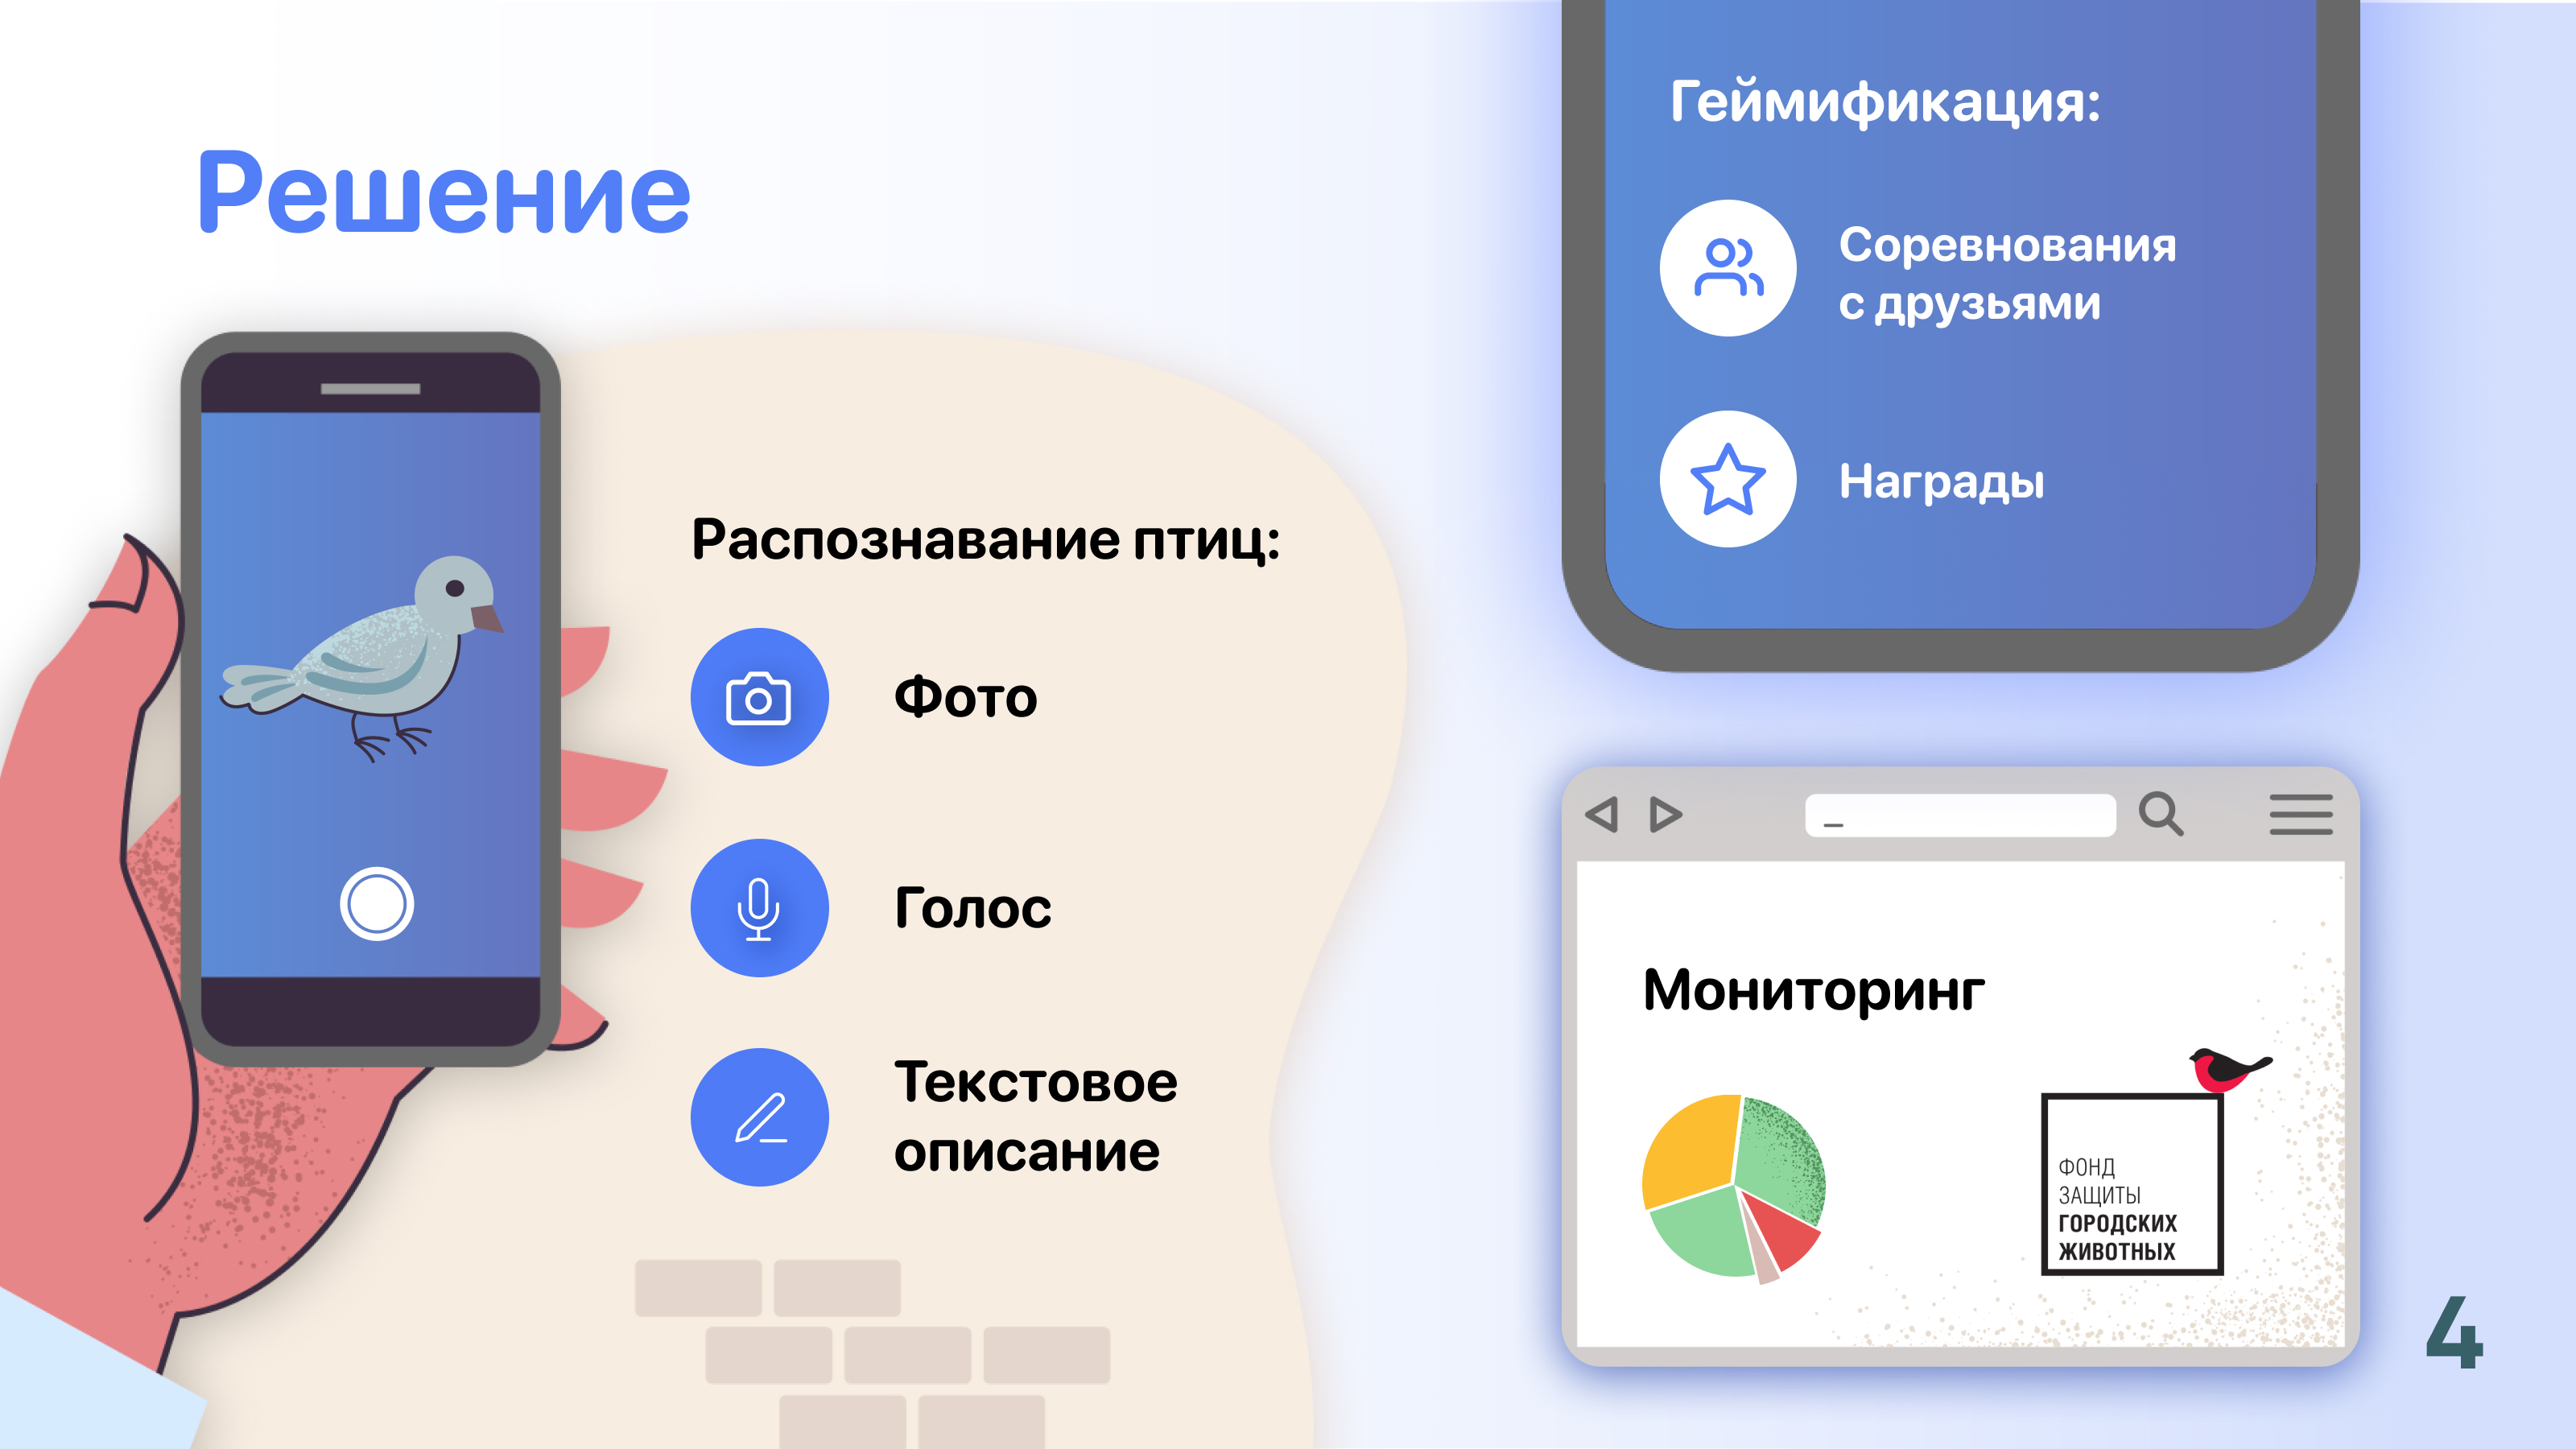 Решение
Распознавание птиц:
Фото
Голос
Текстовое
описание
Геймификация:
Соревнования
с друзьями
Награды
Мониторинг
ФОНД
ЗАЩИТЫ
ГОРОДСКИХ
ЖИВОТНЫХ
4